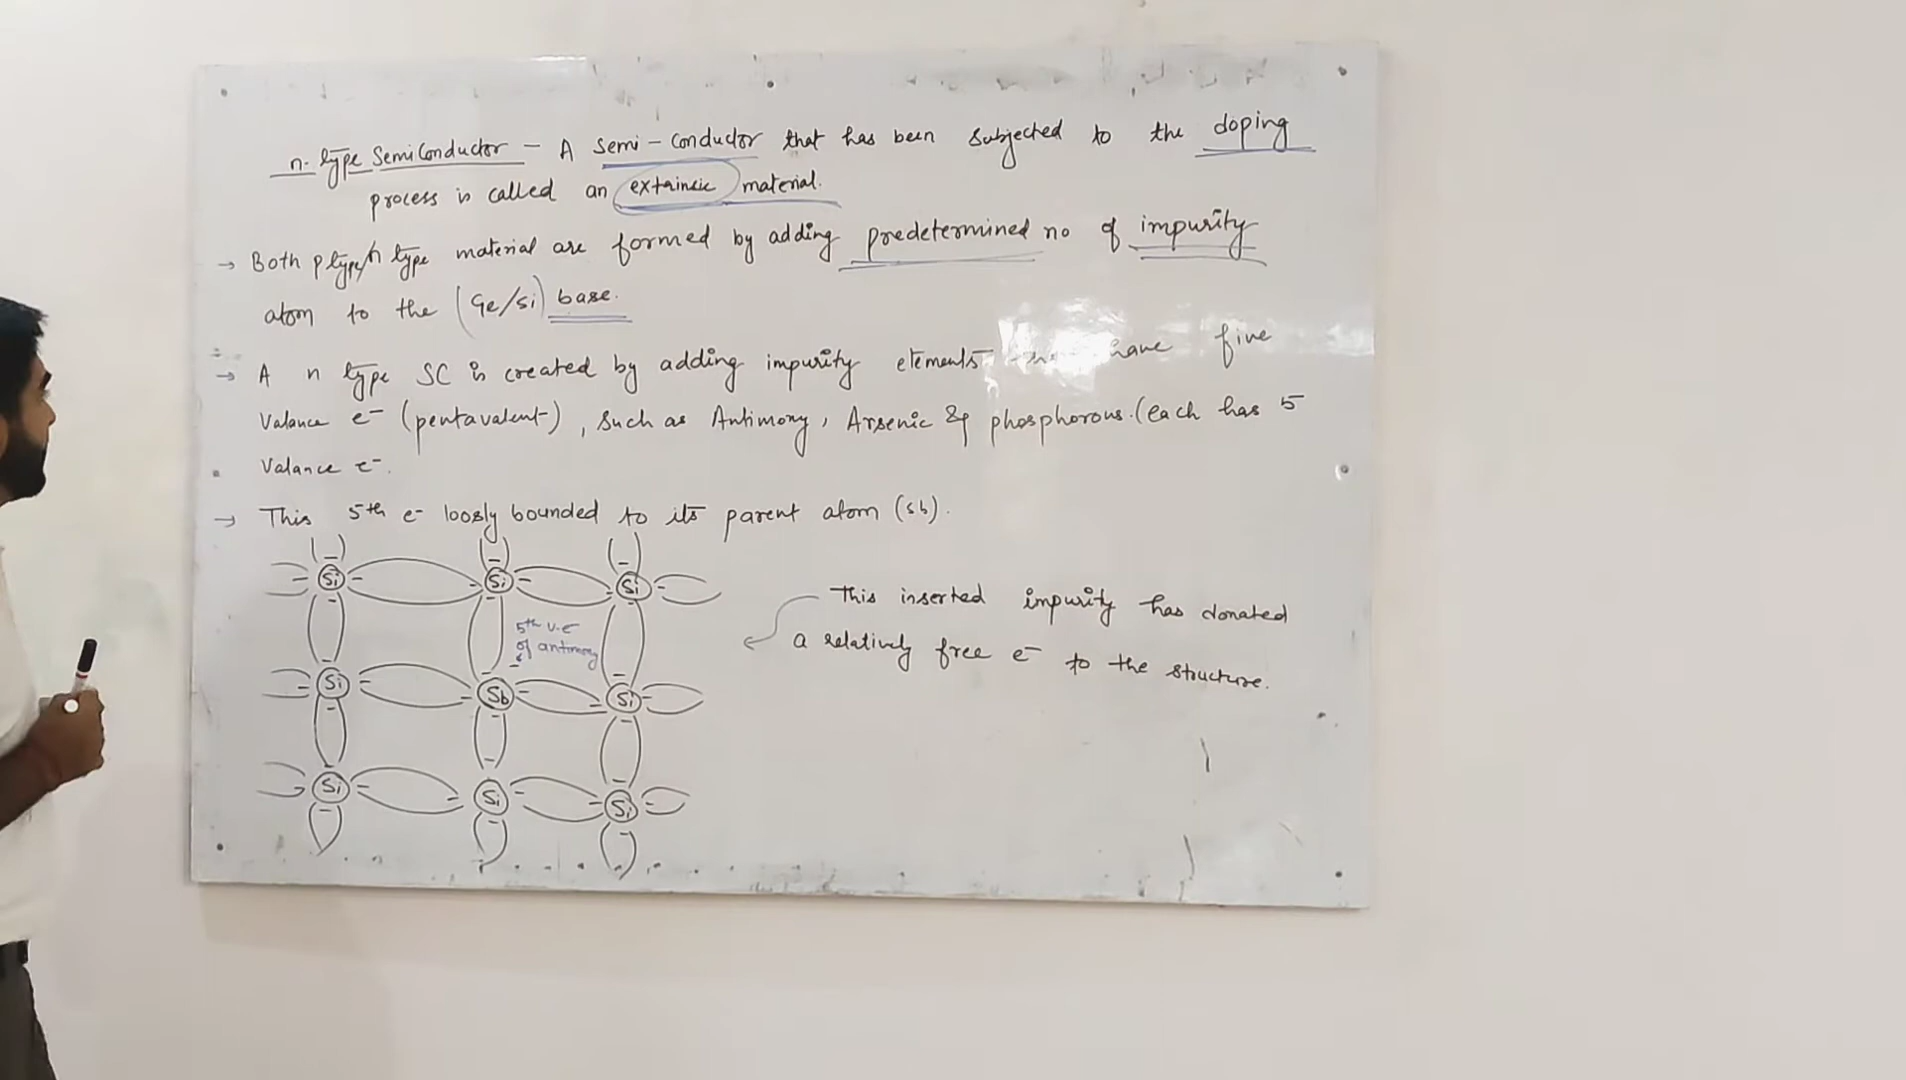 n-type SemiConductor - A Semi-Conductor that has been subjected to the doping
process is called an extrinsic material.
→ Both p type/n type material are formed by adding predetermined no of impurity
atom to the (Ge/Si) base.
→ A n type SC is created by adding impurity elements have five
Valance e⁻ (pentavalent), such as Antimony, Arsenic & phosphorous. (each has 5
Valance e⁻.
→ This 5th e⁻ loosly bounded to its parent atom (sb).
Si Si Si
This inserted impurity has donated
a relatively free e⁻ to the structure.
5th v.e⁻
of antimony
Si Sb Si
Si Si Si